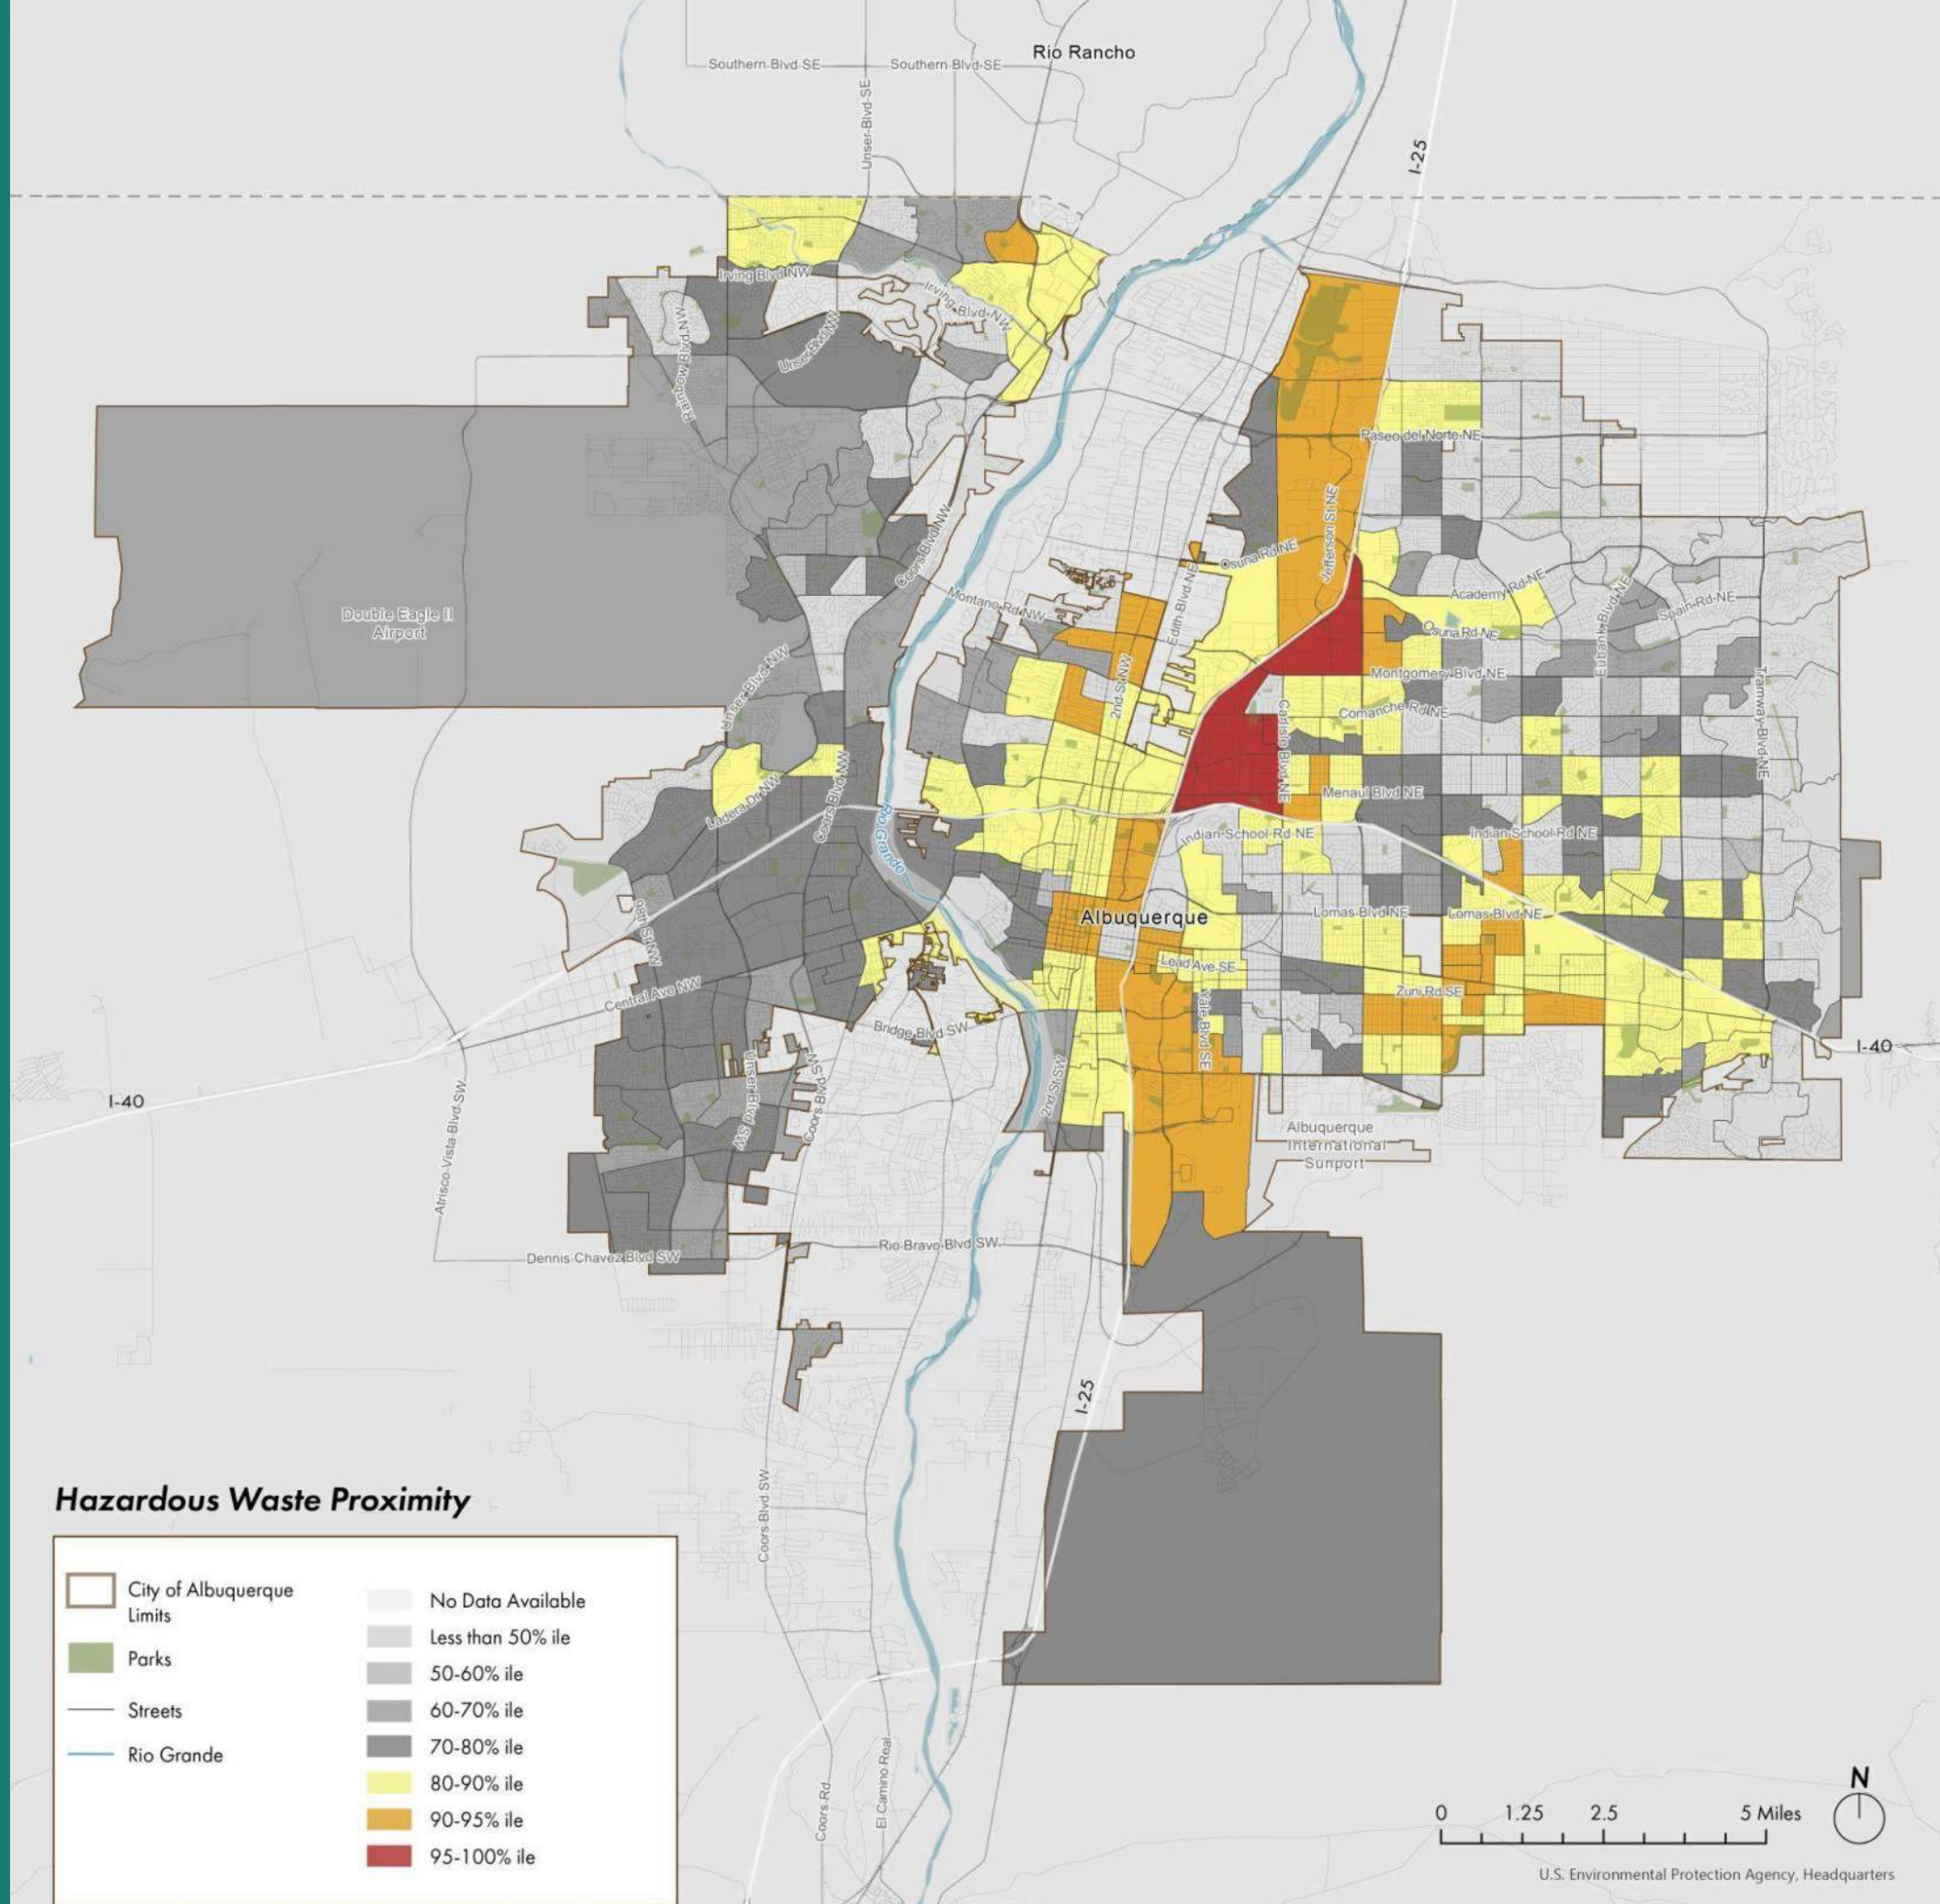 Rio Rancho
Southern Blvd SE
Southern Blvd SE
Unser Blvd SE
I-25
Irving Blvd NW
Irving Blvd NW
Rainbow Blvd NW
Unser Blvd NW
Paseo del Norte NE
Jefferson St NE
Coors Blvd NW
Osuna Rd NE
Edith Blvd NE
Montano Rd NW
Academy Rd NE
Eubank Blvd NE
Spain Rd NE
Osuna Rd NE
Double Eagle II
Airport
Unser Blvd NW
2nd St NW
Montgomery Blvd NE
Carlisle Blvd NE
Comanche Rd NE
Tramway Blvd NE
Ladera Dr NW
Coors Blvd NW
Menaul Blvd NE
Rio Grande
Indian School Rd NE
Indian School Rd NE
98th St NW
Albuquerque
Lomas Blvd NE
Lomas Blvd NE
Lead Ave SE
Central Ave NW
Zuni Rd SE
Yale Blvd SE
Bridge Blvd SW
I-40
I-40
Unser Blvd SW
Coors Blvd SW
2nd St SW
Atrisco Vista Blvd SW
Albuquerque
International
Sunport
Rio Bravo Blvd SW
Dennis Chavez Blvd SW
I-25
Coors Blvd SW
El Camino Real
Coors Rd
Hazardous Waste Proximity
City of Albuquerque
Limits
Parks
Streets
Rio Grande
No Data Available
Less than 50% ile
50-60% ile
60-70% ile
70-80% ile
80-90% ile
90-95% ile
95-100% ile
N
0 1.25 2.5 5 Miles
U.S. Environmental Protection Agency, Headquarters